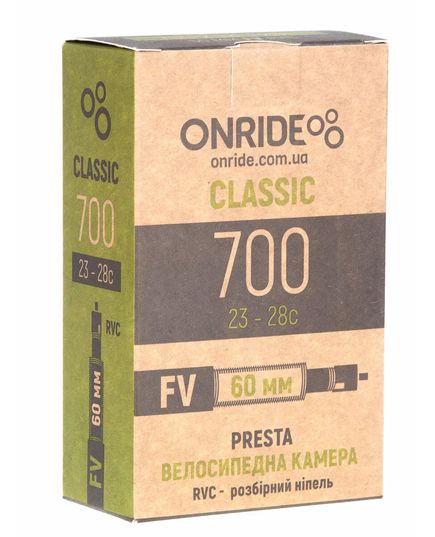 ONRIDE
onride.com.ua
CLASSIC
700
23 - 28c
FV 60 мм
PRESTA
ВЕЛОСИПЕДНА КАМЕРА
RVC - розбірний ніпель
CLASSIC
700
23 - 28c
RVC
FV 60 мм